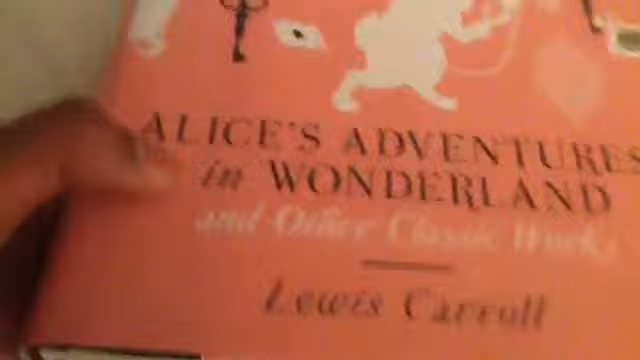 ALICE'S ADVENTURES
in WONDERLAND
and Other Classic Works
Lewis Carroll